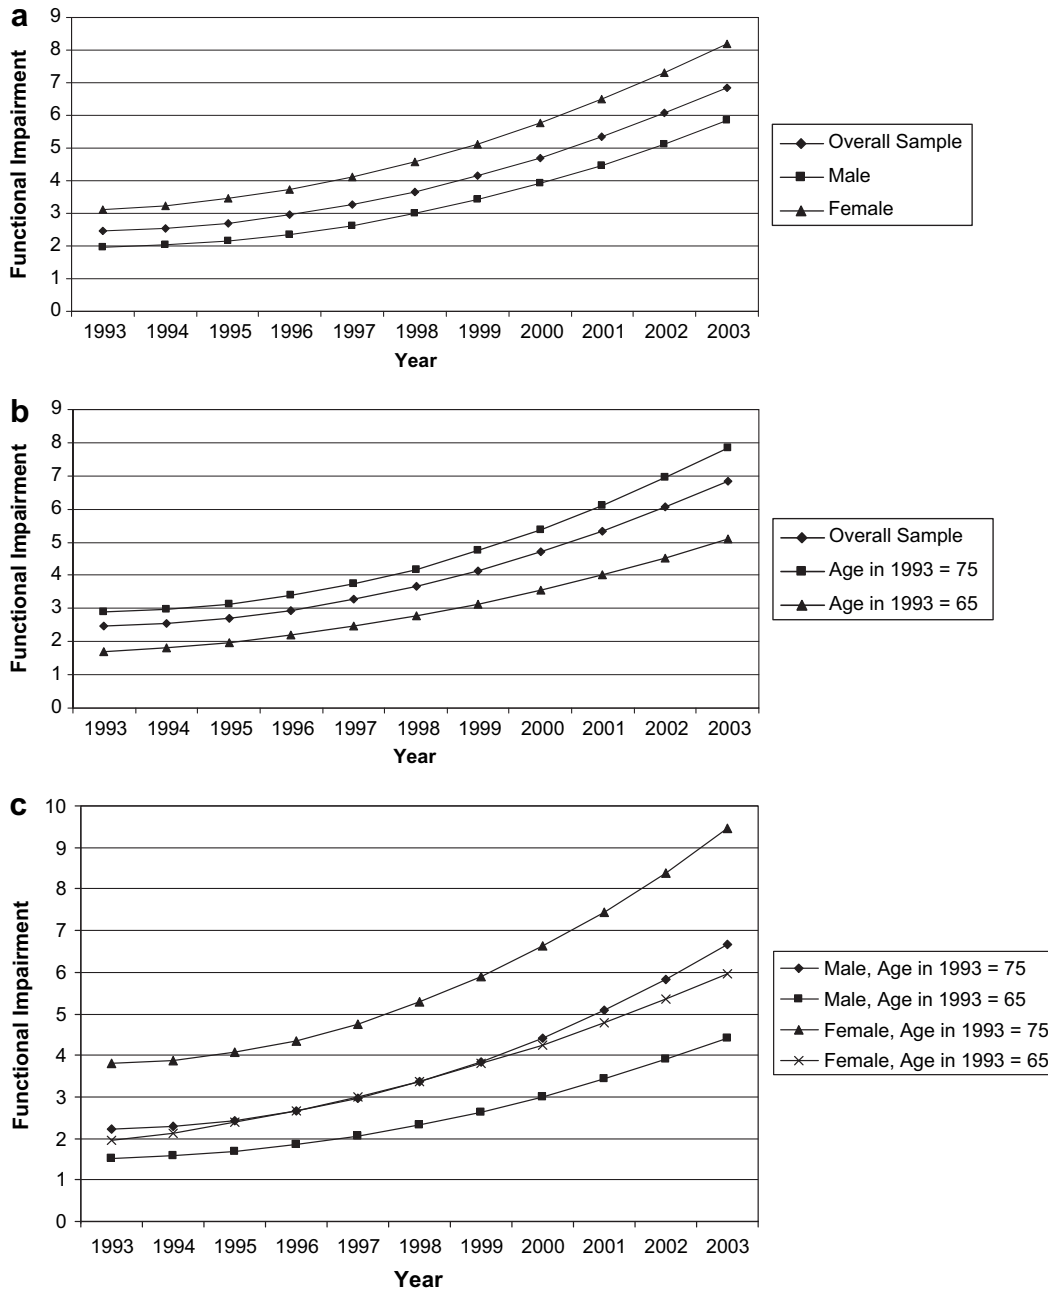 a
Functional Impairment
9
8
7
6
5
4
3
2
1
0
1993 1994 1995 1996 1997 1998 1999 2000 2001 2002 2003
Year
Overall Sample
Male
Female
b
Functional Impairment
9
8
7
6
5
4
3
2
1
0
1993 1994 1995 1996 1997 1998 1999 2000 2001 2002 2003
Year
Overall Sample
Age in 1993 = 75
Age in 1993 = 65
c
Functional Impairment
10
9
8
7
6
5
4
3
2
1
0
1993 1994 1995 1996 1997 1998 1999 2000 2001 2002 2003
Year
Male, Age in 1993 = 75
Male, Age in 1993 = 65
Female, Age in 1993 = 75
Female, Age in 1993 = 65